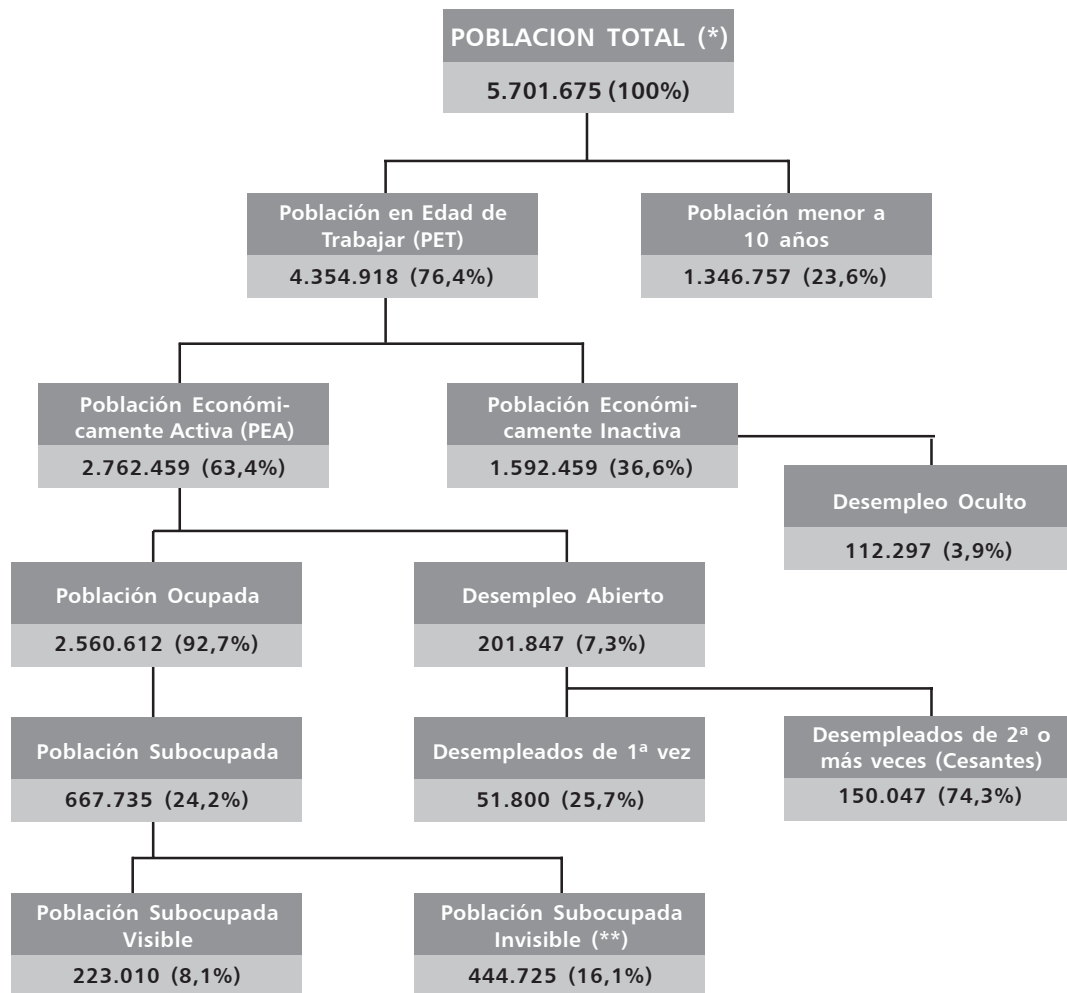 POBLACION TOTAL (*)
5.701.675 (100%)
Población en Edad de
Trabajar (PET)
4.354.918 (76,4%)
Población menor a
10 años
1.346.757 (23,6%)
Población Económi-
camente Activa (PEA)
2.762.459 (63,4%)
Población Económi-
camente Inactiva
1.592.459 (36,6%)
Desempleo Oculto
112.297 (3,9%)
Población Ocupada
2.560.612 (92,7%)
Desempleo Abierto
201.847 (7,3%)
Población Subocupada
667.735 (24,2%)
Desempleados de 1ª vez
51.800 (25,7%)
Desempleados de 2ª o
más veces (Cesantes)
150.047 (74,3%)
Población Subocupada
Visible
223.010 (8,1%)
Población Subocupada
Invisible (**)
444.725 (16,1%)